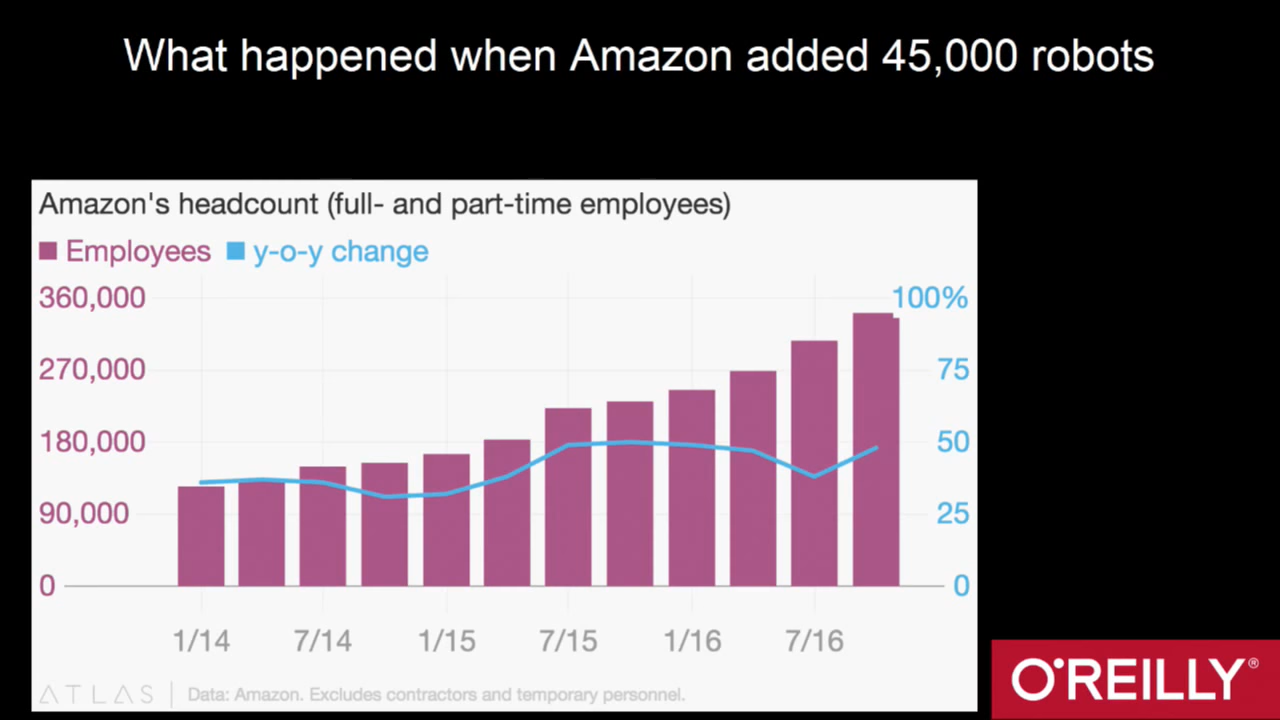 What happened when Amazon added 45,000 robots
Amazon's headcount (full- and part-time employees)
Employees y-o-y change
360,000 100%
270,000 75
180,000 50
90,000 25
0 0
1/14 7/14 1/15 7/15 1/16 7/16
ATLAS | Data: Amazon. Excludes contractors and temporary personnel.
O'REILLY®